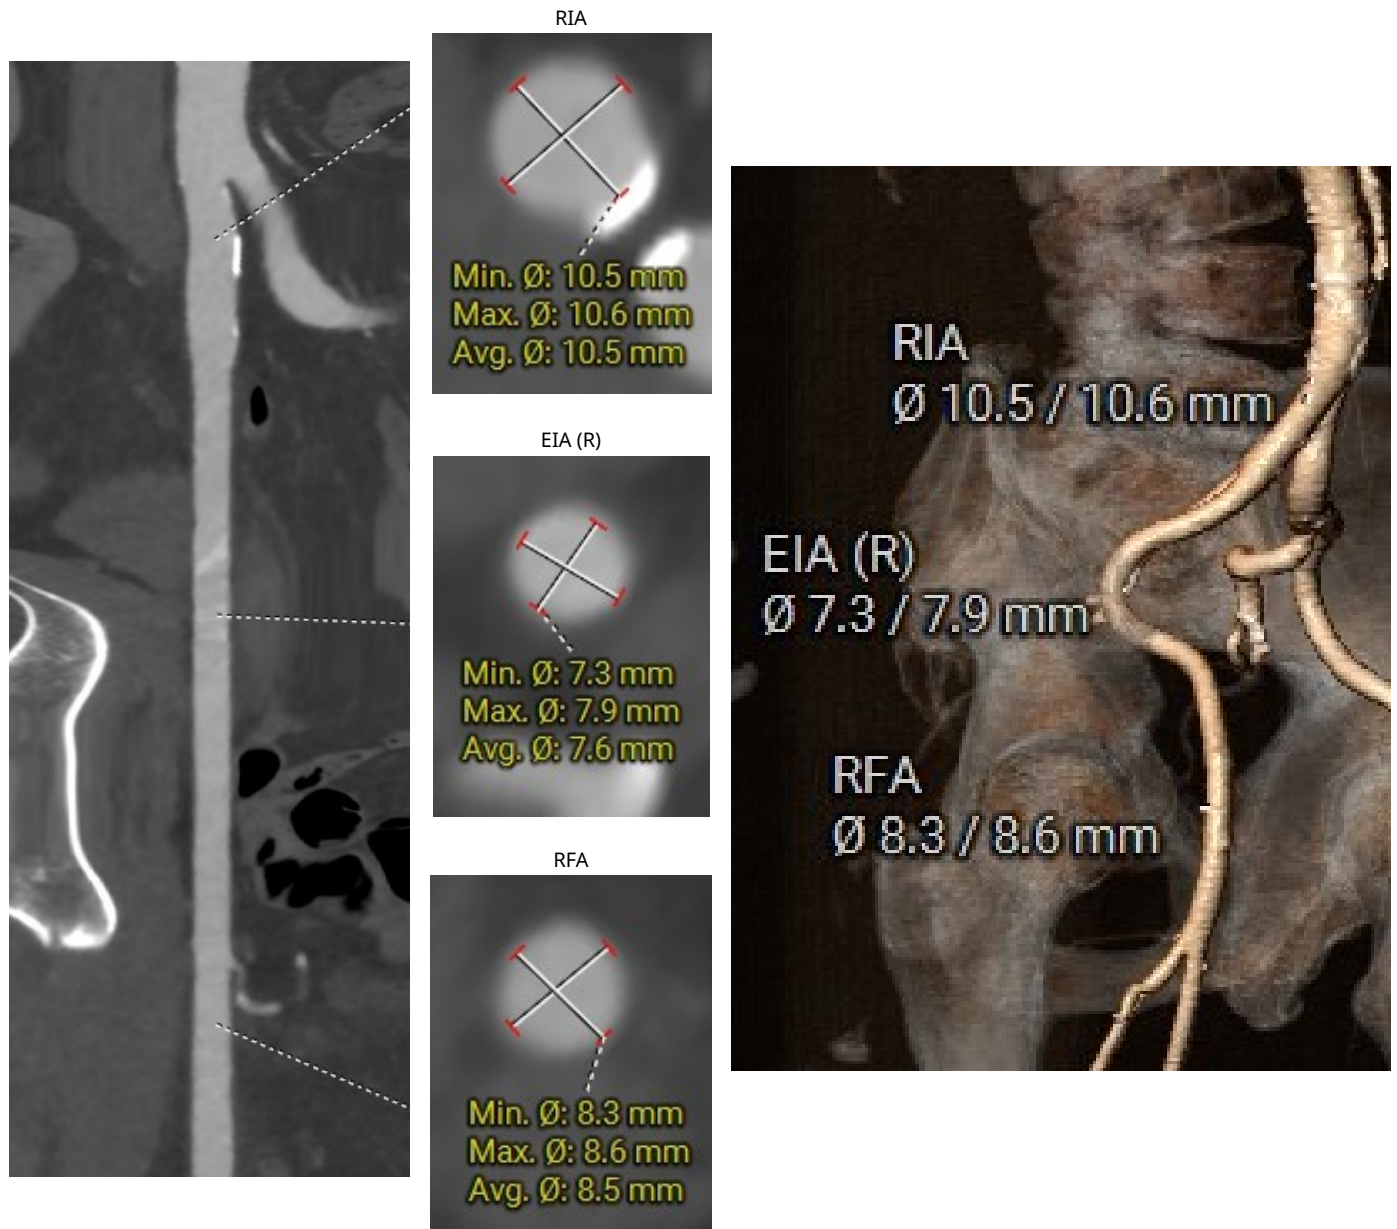 RIA
Min. Ø: 10.5 mm
Max. Ø: 10.6 mm
Avg. Ø: 10.5 mm
EIA (R)
Min. Ø: 7.3 mm
Max. Ø: 7.9 mm
Avg. Ø: 7.6 mm
RFA
Min. Ø: 8.3 mm
Max. Ø: 8.6 mm
Avg. Ø: 8.5 mm
RIA
Ø 10.5 / 10.6 mm
EIA (R)
Ø 7.3 / 7.9 mm
RFA
Ø 8.3 / 8.6 mm